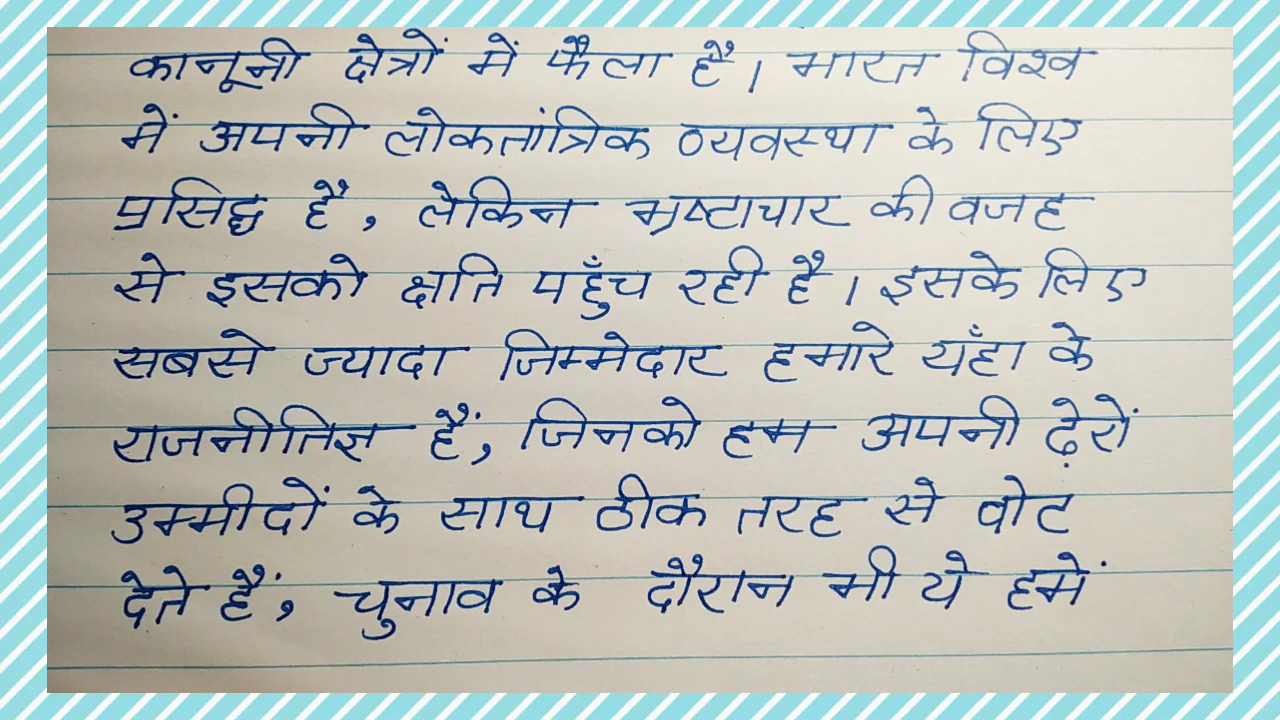 कानूनी क्षेत्रों में फैला है। भारत विश्व
में अपनी लोकतांत्रिक व्यवस्था के लिए
प्रसिद्ध है, लेकिन भ्रष्टाचार की वजह
से इसको क्षति पहुँच रही है। इसके लिए
सबसे ज्यादा जिम्मेदार हमारे यँहा के
राजनीतिज्ञ हैं, जिनको हम अपनी ढ़ेरों
उम्मीदों के साथ ठीक तरह से वोट
देते हैं, चुनाव के दौरान भी ये हमें